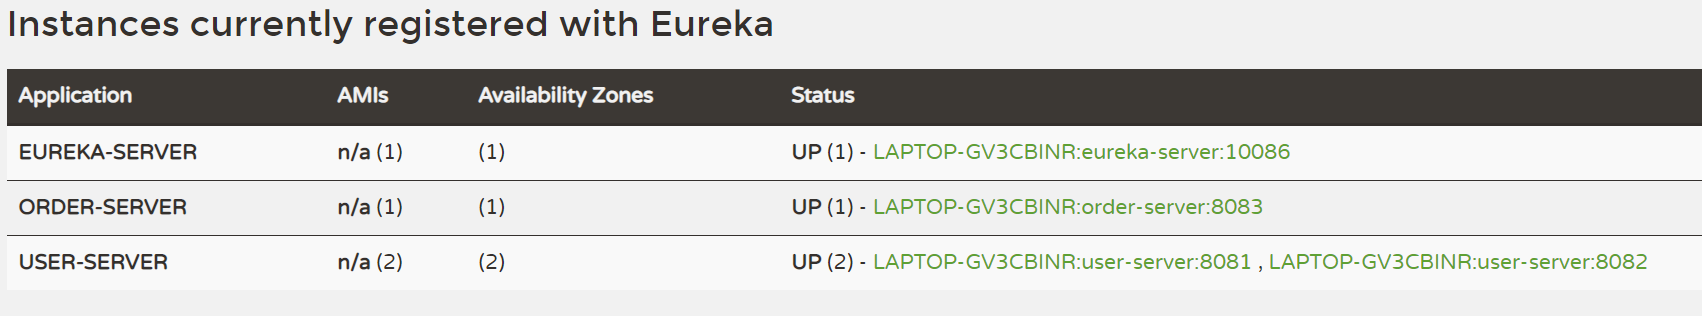 Instances currently registered with Eureka
Application AMIs Availability Zones Status
EUREKA-SERVER n/a (1) (1) UP (1) - LAPTOP-GV3CBINR:eureka-server:10086
ORDER-SERVER n/a (1) (1) UP (1) - LAPTOP-GV3CBINR:order-server:8083
USER-SERVER n/a (2) (2) UP (2) - LAPTOP-GV3CBINR:user-server:8081 , LAPTOP-GV3CBINR:user-server:8082